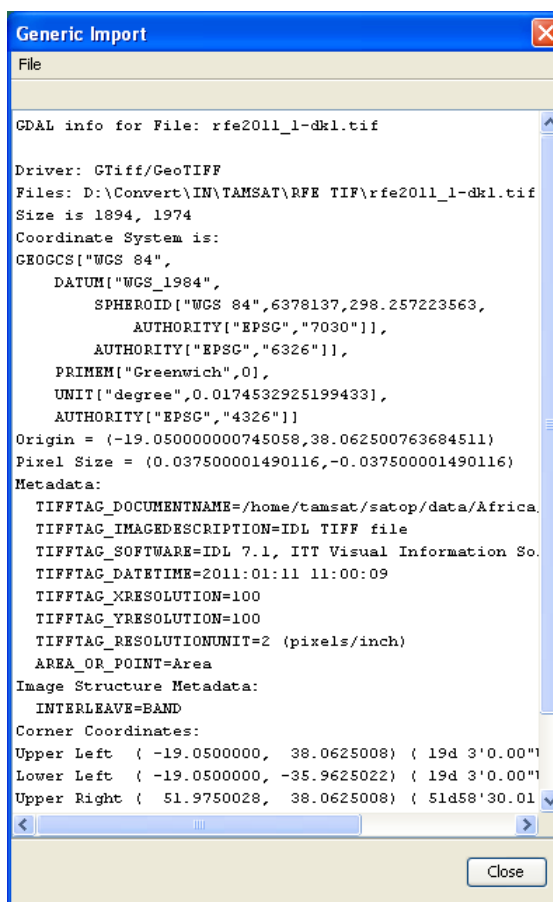 Generic Import
File
GDAL info for File: rfe2011_1-dk1.tif
Driver: GTiff/GeoTIFF
Files: D:\Convert\IN\TAMSAT\RFE TIF\rfe2011_1-dk1.tif
Size is 1894, 1974
Coordinate System is:
GEOGCS["WGS 84",
DATUM["WGS_1984",
SPHEROID["WGS 84",6378137,298.257223563,
AUTHORITY["EPSG","7030"]],
AUTHORITY["EPSG","6326"]],
PRIMEM["Greenwich",0],
UNIT["degree",0.0174532925199433],
AUTHORITY["EPSG","4326"]]
Origin = (-19.050000000745058,38.062500763684511)
Pixel Size = (0.037500001490116,-0.037500001490116)
Metadata:
TIFFTAG_DOCUMENTNAME=/home/tamsat/satop/data/Africa
TIFFTAG_IMAGEDESCRIPTION=IDL TIFF file
TIFFTAG_SOFTWARE=IDL 7.1, ITT Visual Information So
TIFFTAG_DATETIME=2011:01:11 11:00:09
TIFFTAG_XRESOLUTION=100
TIFFTAG_YRESOLUTION=100
TIFFTAG_RESOLUTIONUNIT=2 (pixels/inch)
AREA_OR_POINT=Area
Image Structure Metadata:
INTERLEAVE=BAND
Corner Coordinates:
Upper Left ( -19.0500000, 38.0625008) ( 19d 3'0.00"
Lower Left ( -19.0500000, -35.9625022) ( 19d 3'0.00"
Upper Right ( 51.9750028, 38.0625008) ( 51d58'30.01
Close